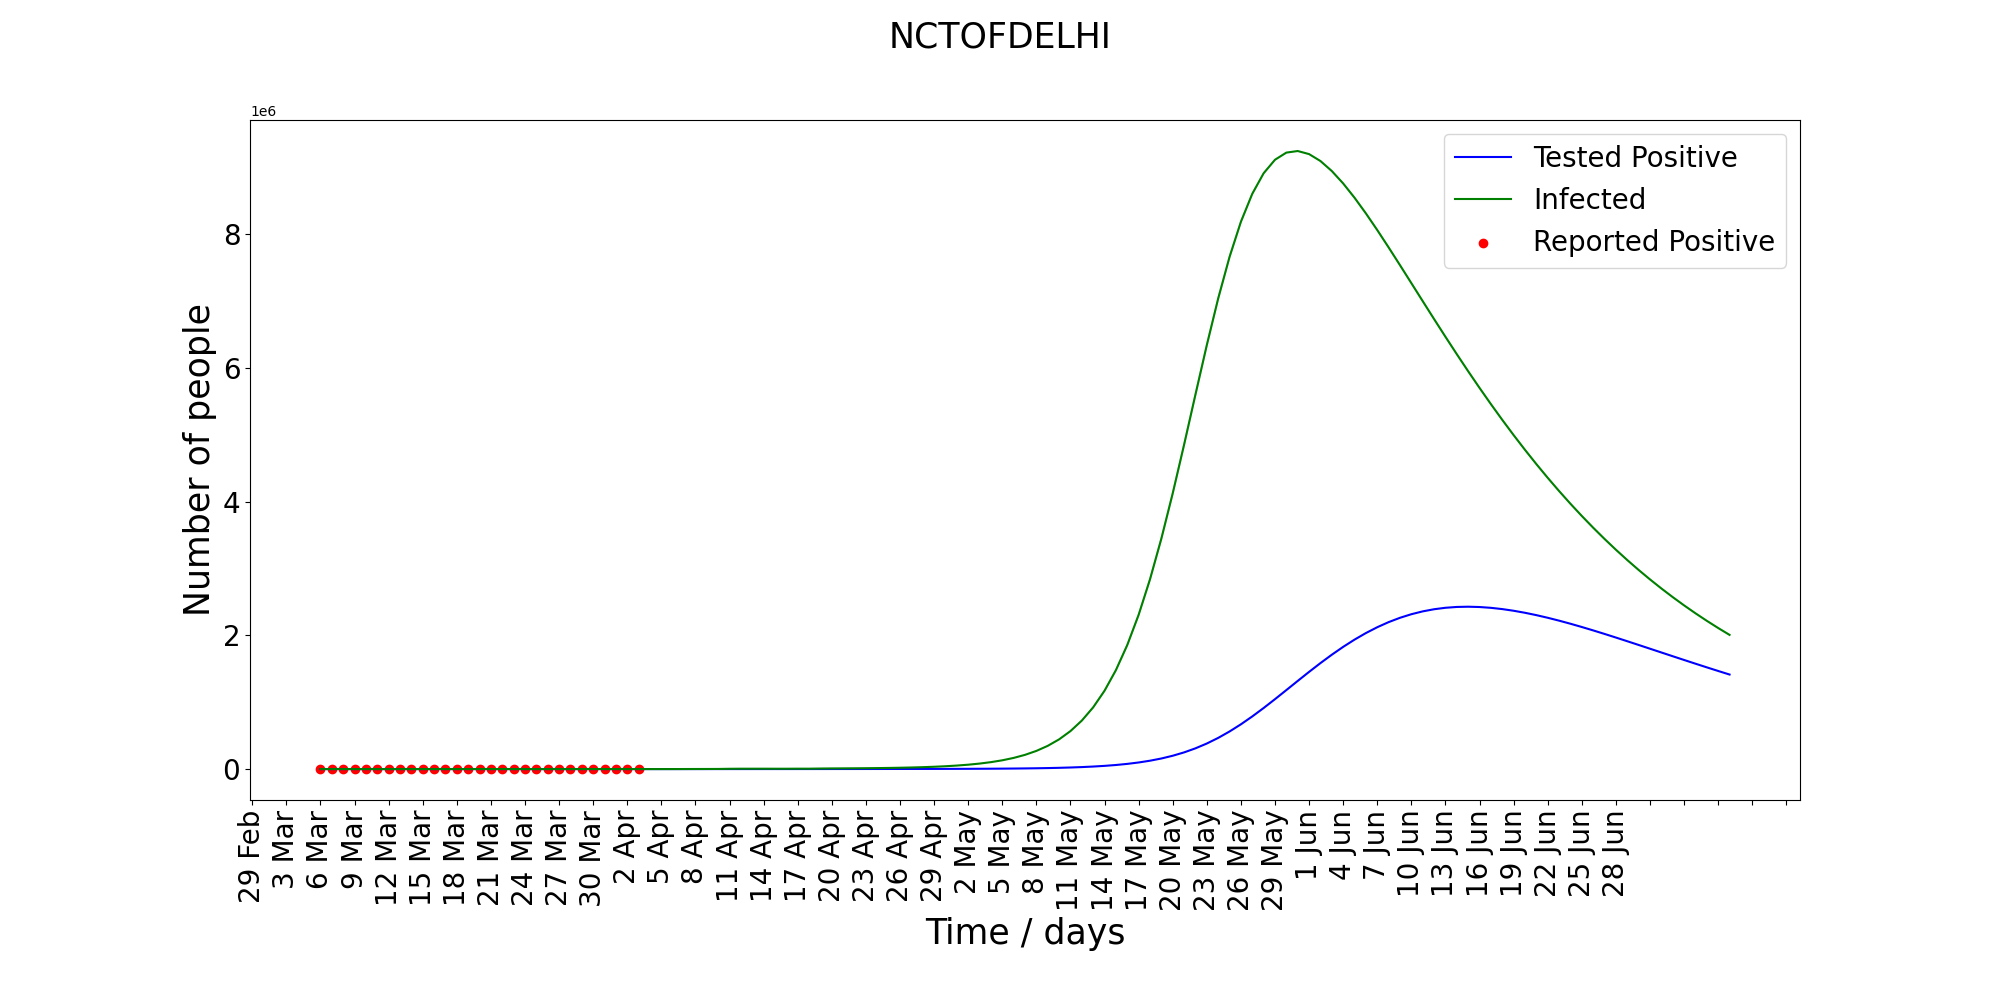 NCTOFDELHI
1e6
Tested Positive
Infected
Reported Positive
8
6
4
2
0
Number of people
29 Feb
3 Mar
6 Mar
9 Mar
12 Mar
15 Mar
18 Mar
21 Mar
24 Mar
27 Mar
30 Mar
2 Apr
5 Apr
8 Apr
11 Apr
14 Apr
17 Apr
20 Apr
23 Apr
26 Apr
29 Apr
2 May
5 May
8 May
11 May
14 May
17 May
20 May
23 May
26 May
29 May
1 Jun
4 Jun
7 Jun
10 Jun
13 Jun
16 Jun
19 Jun
22 Jun
25 Jun
28 Jun
Time / days